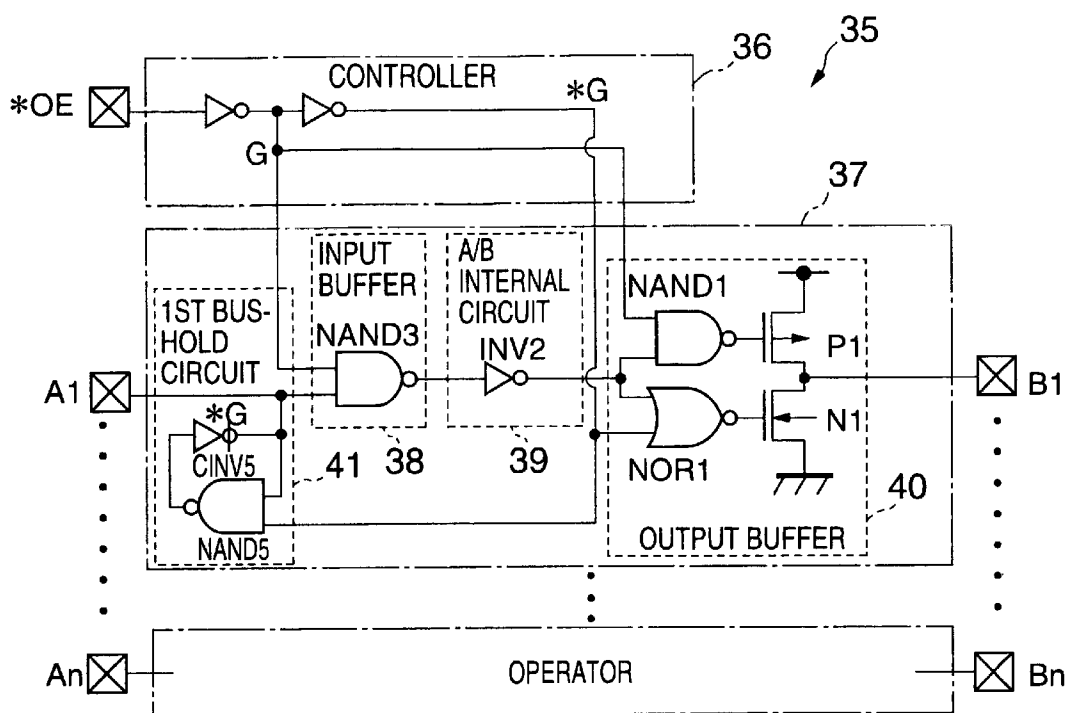 35
36
CONTROLLER
*OE
*G
G
37
INPUT
BUFFER
A/B
INTERNAL
CIRCUIT
1ST BUS-
HOLD
CIRCUIT
NAND3
INV2
NAND1
P1
A1
B1
*G
CINV5
41
38
39
NOR1
N1
40
NAND5
OUTPUT BUFFER
An
OPERATOR
Bn